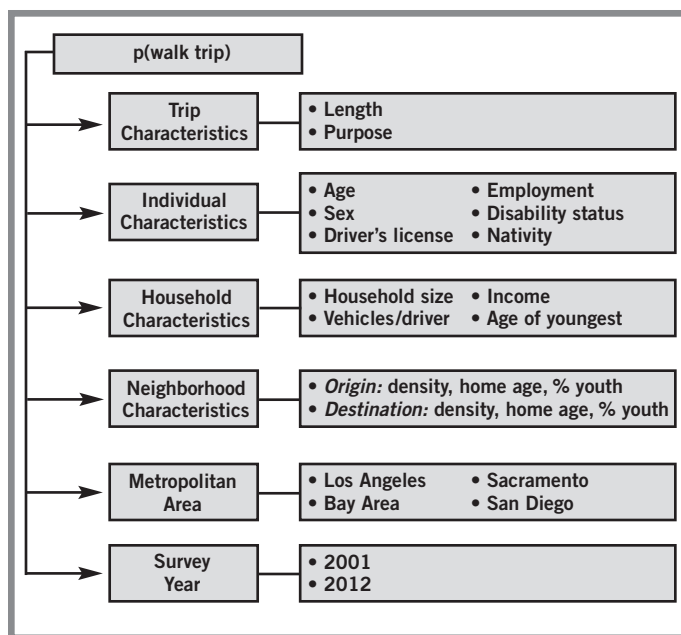 p(walk trip)
Trip
Characteristics
• Length
• Purpose
Individual
Characteristics
• Age • Employment
• Sex • Disability status
• Driver's license • Nativity
Household
Characteristics
• Household size • Income
• Vehicles/driver • Age of youngest
Neighborhood
Characteristics
• Origin: density, home age, % youth
• Destination: density, home age, % youth
Metropolitan
Area
• Los Angeles • Sacramento
• Bay Area • San Diego
Survey
Year
• 2001
• 2012